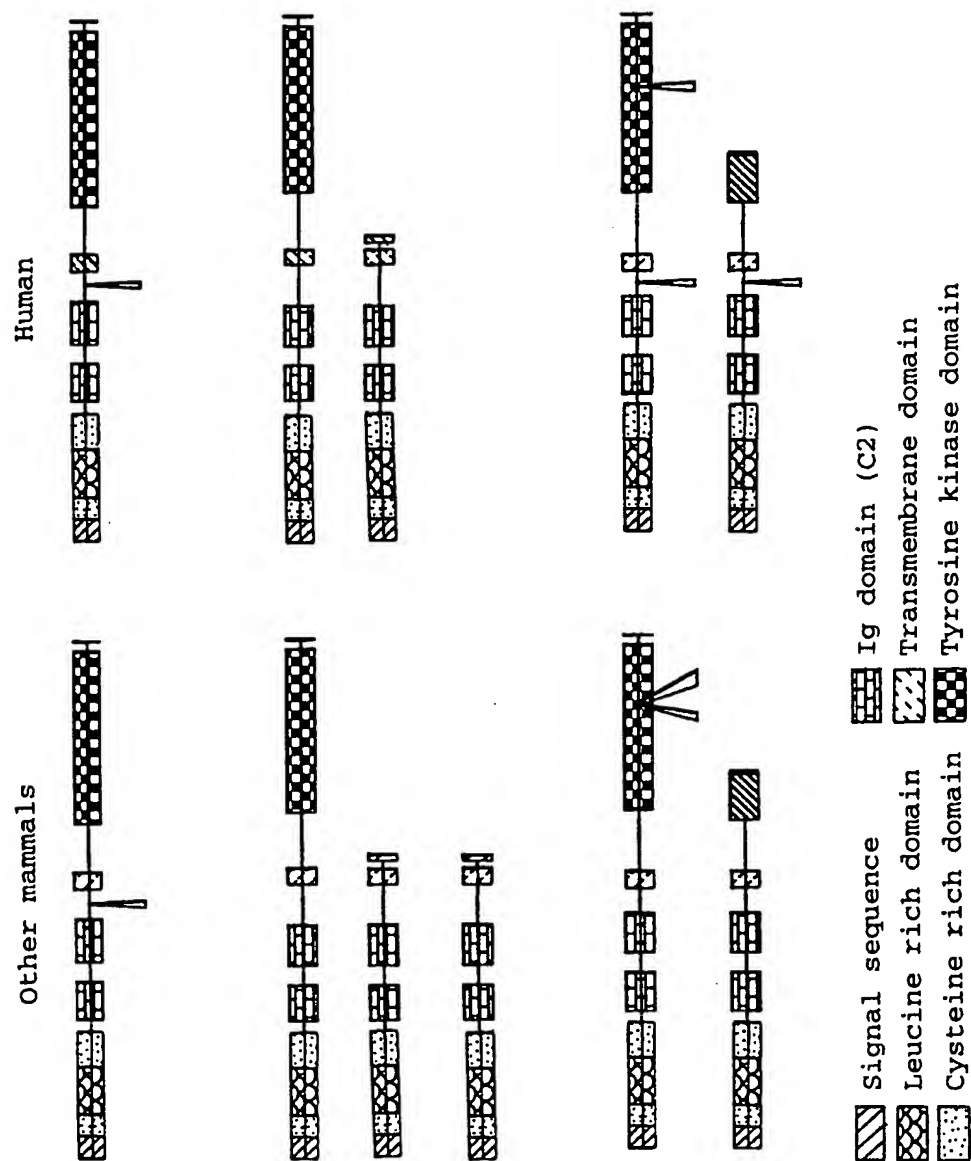 Human
Other mammals
Signal sequence
Leucine rich domain
Cysteine rich domain
Ig domain (C2)
Transmembrane domain
Tyrosine kinase domain